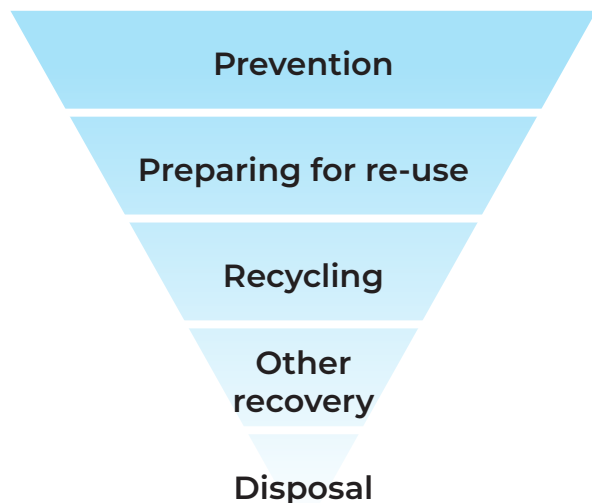 Prevention
Preparing for re-use
Recycling
Other
recovery
Disposal